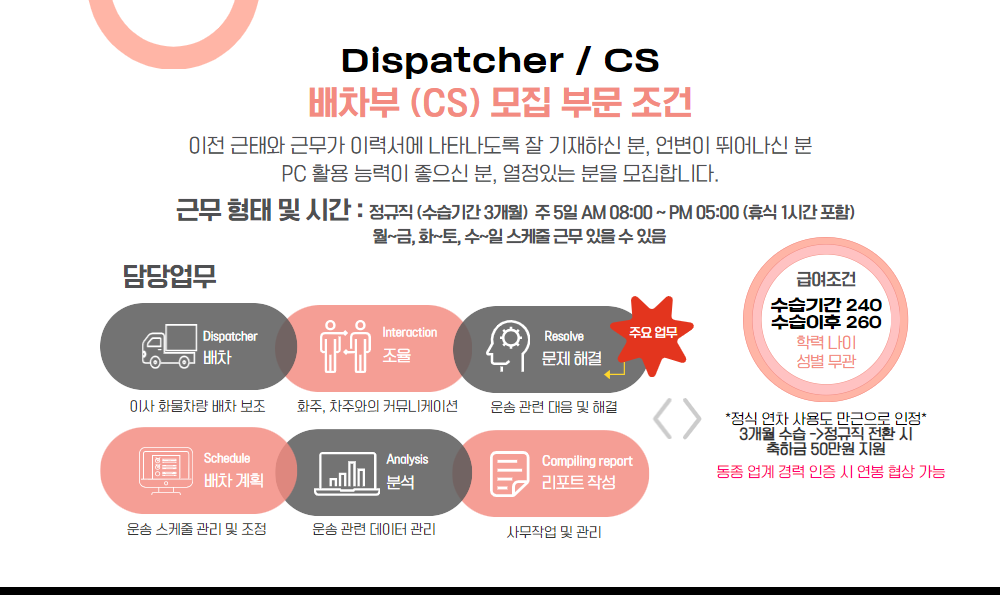 Dispatcher / CS
배차부 (CS) 모집 부문 조건
이전 근태와 근무가 이력서에 나타나도록 잘 기재하신 분, 언변이 뛰어나신 분
PC 활용 능력이 좋으신 분, 열정있는 분을 모집합니다.
근무 형태 및 시간 : 정규직 (수습기간 3개월) 주 5일 AM 08:00 ~ PM 05:00 (휴식 1시간 포함)
월~금, 화~토, 수~일 스케줄 근무 있을 수 있음
담당업무
Dispatcher
배차
이사 화물차량 배차 보조
Interaction
조율
화주, 차주와의 커뮤니케이션
Resolve
문제 해결
주요 업무
운송 관련 대응 및 해결
Schedule
배차 계획
운송 스케줄 관리 및 조정
Analysis
분석
운송 관련 데이터 관리
Compiling report
리포트 작성
사무작업 및 관리
급여조건
수습기간 240
수습이후 260
학력 나이
성별 무관
*정식 연차 사용도 만근으로 인정*
3개월 수습 ->정규직 전환 시
축하금 50만원 지원
동종 업계 경력 인증 시 연봉 협상 가능